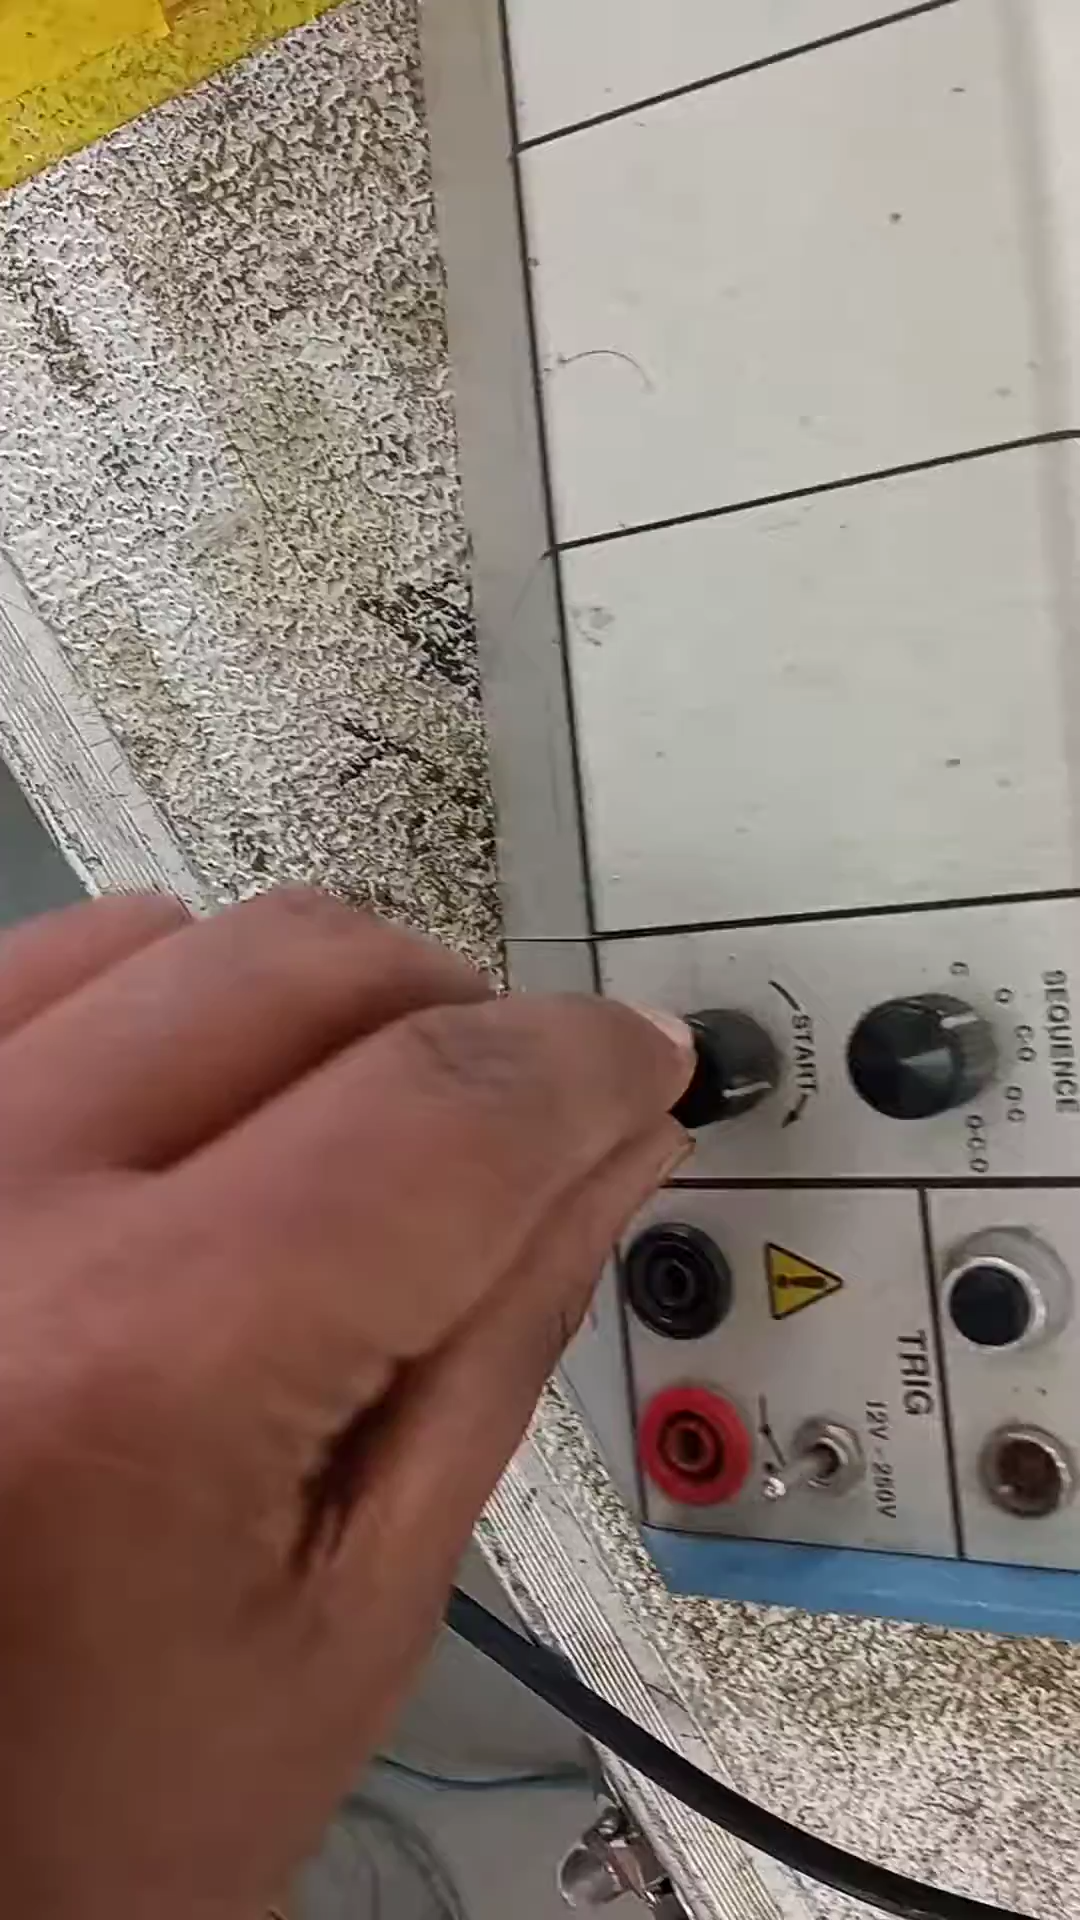 SEQUENCE
C
O
C-O
O-C
O-C-O
START
TRIG
12V - 250V